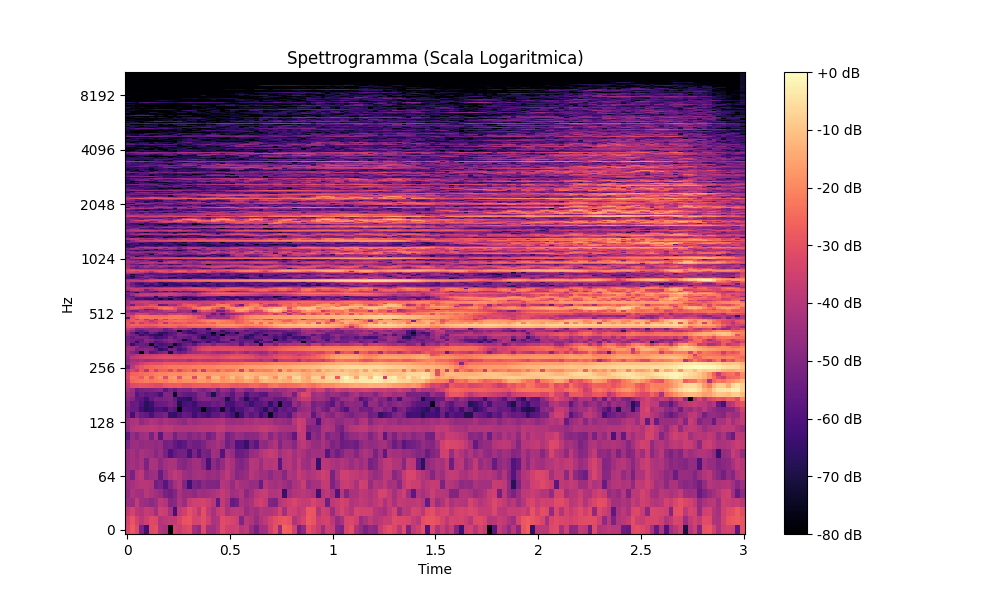 Spettrogramma (Scala Logaritmica)
8192
4096
2048
1024
512
256
128
64
0
Hz
0
0.5
1
1.5
2
2.5
3
Time
+0 dB
-10 dB
-20 dB
-30 dB
-40 dB
-50 dB
-60 dB
-70 dB
-80 dB